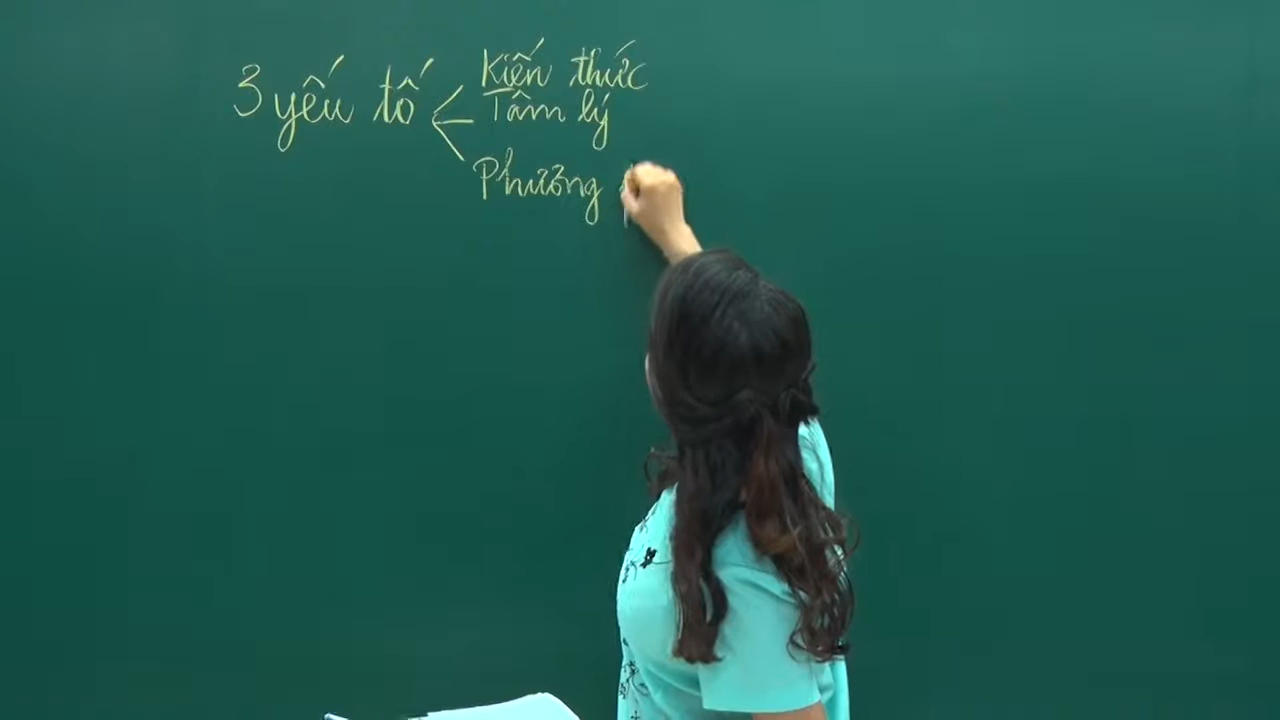 3 yếu tố
Kiến thức
Tâm lý
Phương